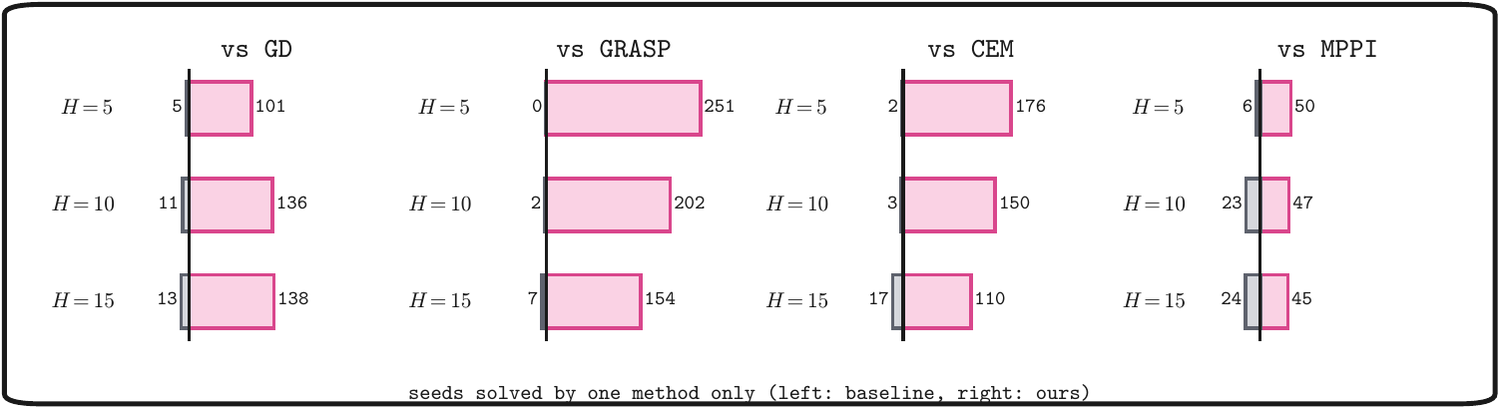 vs GD vs GRASP vs CEM vs MPPI
H = 5 5 101 H = 5 0 251 H = 5 2 176 H = 5 6 50
H = 10 11 136 H = 10 2 202 H = 10 3 150 H = 10 23 47
H = 15 13 138 H = 15 7 154 H = 15 17 110 H = 15 24 45
seeds solved by one method only (left: baseline, right: ours)